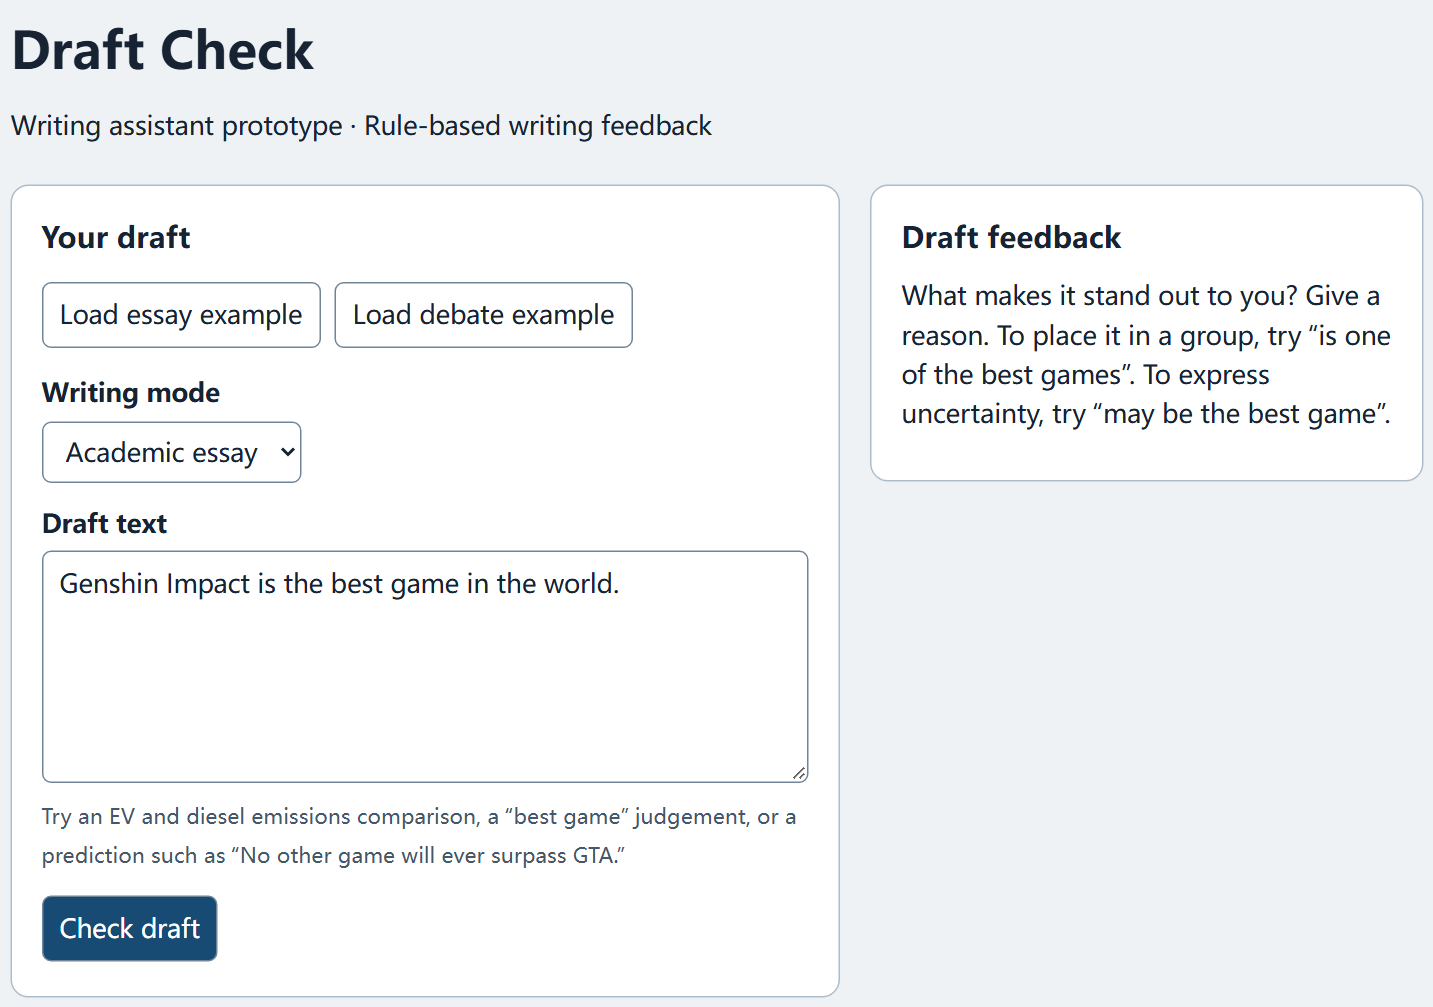 Draft Check
Writing assistant prototype · Rule-based writing feedback
Your draft
Load essay example
Load debate example
Writing mode
Academic essay
Draft text
Genshin Impact is the best game in the world.
Try an EV and diesel emissions comparison, a “best game” judgement, or a
prediction such as “No other game will ever surpass GTA.”
Check draft
Draft feedback
What makes it stand out to you? Give a
reason. To place it in a group, try “is one
of the best games”. To express
uncertainty, try “may be the best game”.